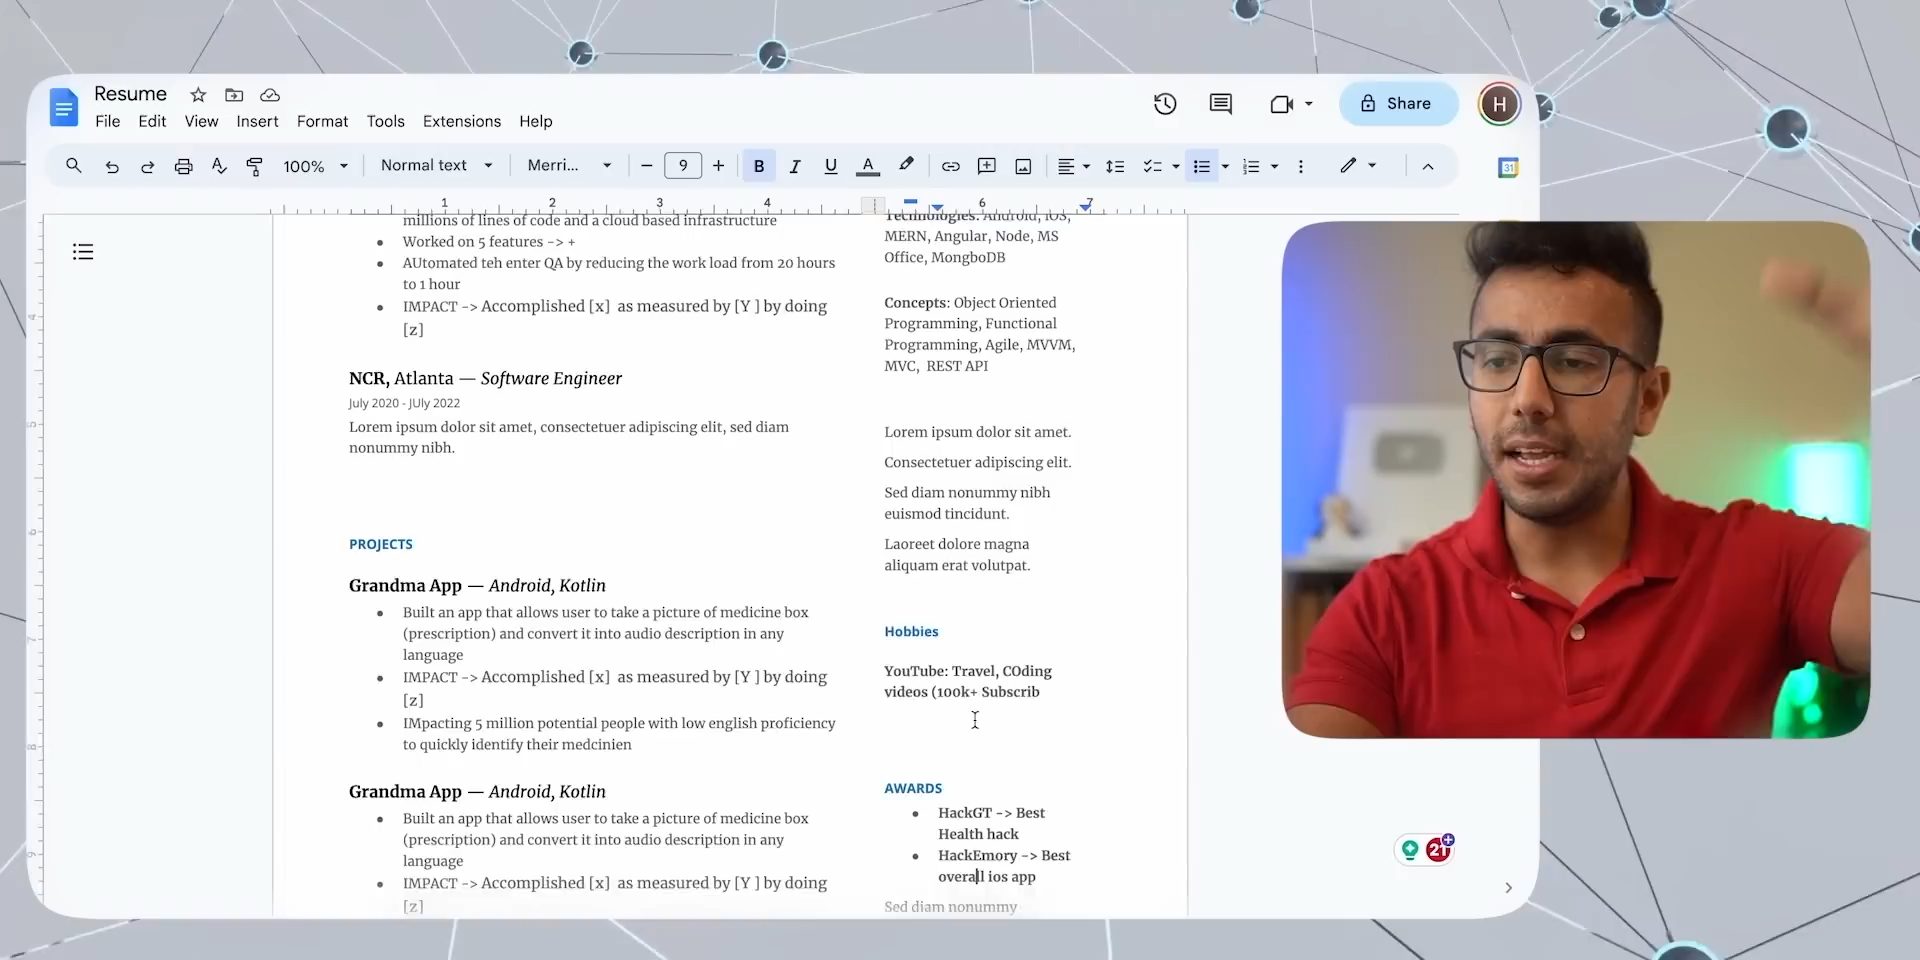 Resume
File Edit View Insert Format Tools Extensions Help
Share
H
100% Normal text Merri... 9 B I U A
31
1 2 3 4 6 7
millions of lines of code and a cloud based infrastructure
Worked on 5 features -> +
AUtomated teh enter QA by reducing the work load from 20 hours
to 1 hour
IMPACT -> Accomplished [x] as measured by [Y ] by doing
[z]
NCR, Atlanta — Software Engineer
July 2020 - JUly 2022
Lorem ipsum dolor sit amet, consectetuer adipiscing elit, sed diam
nonummy nibh.
PROJECTS
Grandma App — Android, Kotlin
Built an app that allows user to take a picture of medicine box
(prescription) and convert it into audio description in any
language
IMPACT -> Accomplished [x] as measured by [Y ] by doing
[z]
IMpacting 5 million potential people with low english proficiency
to quickly identify their medcinien
Grandma App — Android, Kotlin
Built an app that allows user to take a picture of medicine box
(prescription) and convert it into audio description in any
language
IMPACT -> Accomplished [x] as measured by [Y ] by doing
[z]
Technologies: Android, iOS,
MERN, Angular, Node, MS
Office, MongboDB
Concepts: Object Oriented
Programming, Functional
Programming, Agile, MVVM,
MVC, REST API
Lorem ipsum dolor sit amet.
Consectetuer adipiscing elit.
Sed diam nonummy nibh
euismod tincidunt.
Laoreet dolore magna
aliquam erat volutpat.
Hobbies
YouTube: Travel, COding
videos (100k+ Subscrib
AWARDS
HackGT -> Best
Health hack
HackEmory -> Best
overall ios app
Sed diam nonummy
21